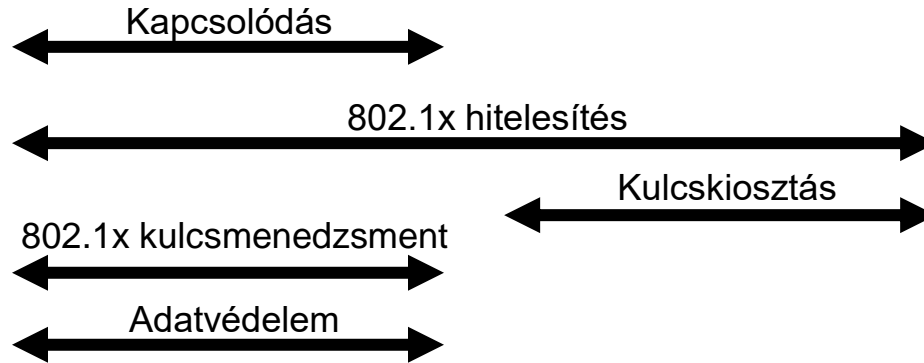 Kapcsolódás
802.1x hitelesítés
Kulcskiosztás
802.1x kulcsmenedzsment
Adatvédelem